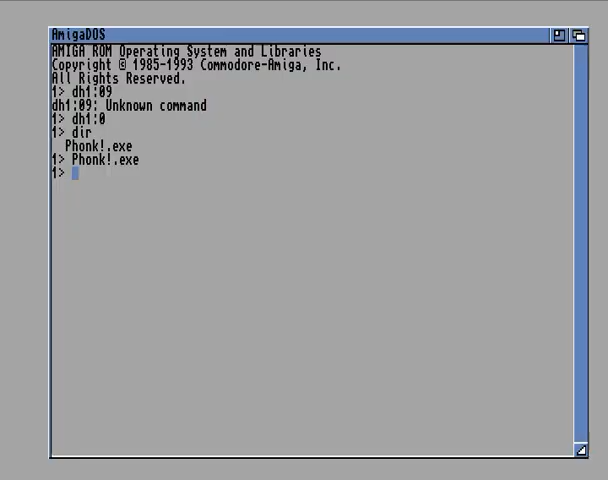 AmigaDOS
AMIGA ROM Operating System and Libraries
Copyright © 1985-1993 Commodore-Amiga, Inc.
All Rights Reserved.
1> dh1:09
dh1:09: Unknown command
1> dh1:0
1> dir
Phonk!.exe
1> Phonk!.exe
1>